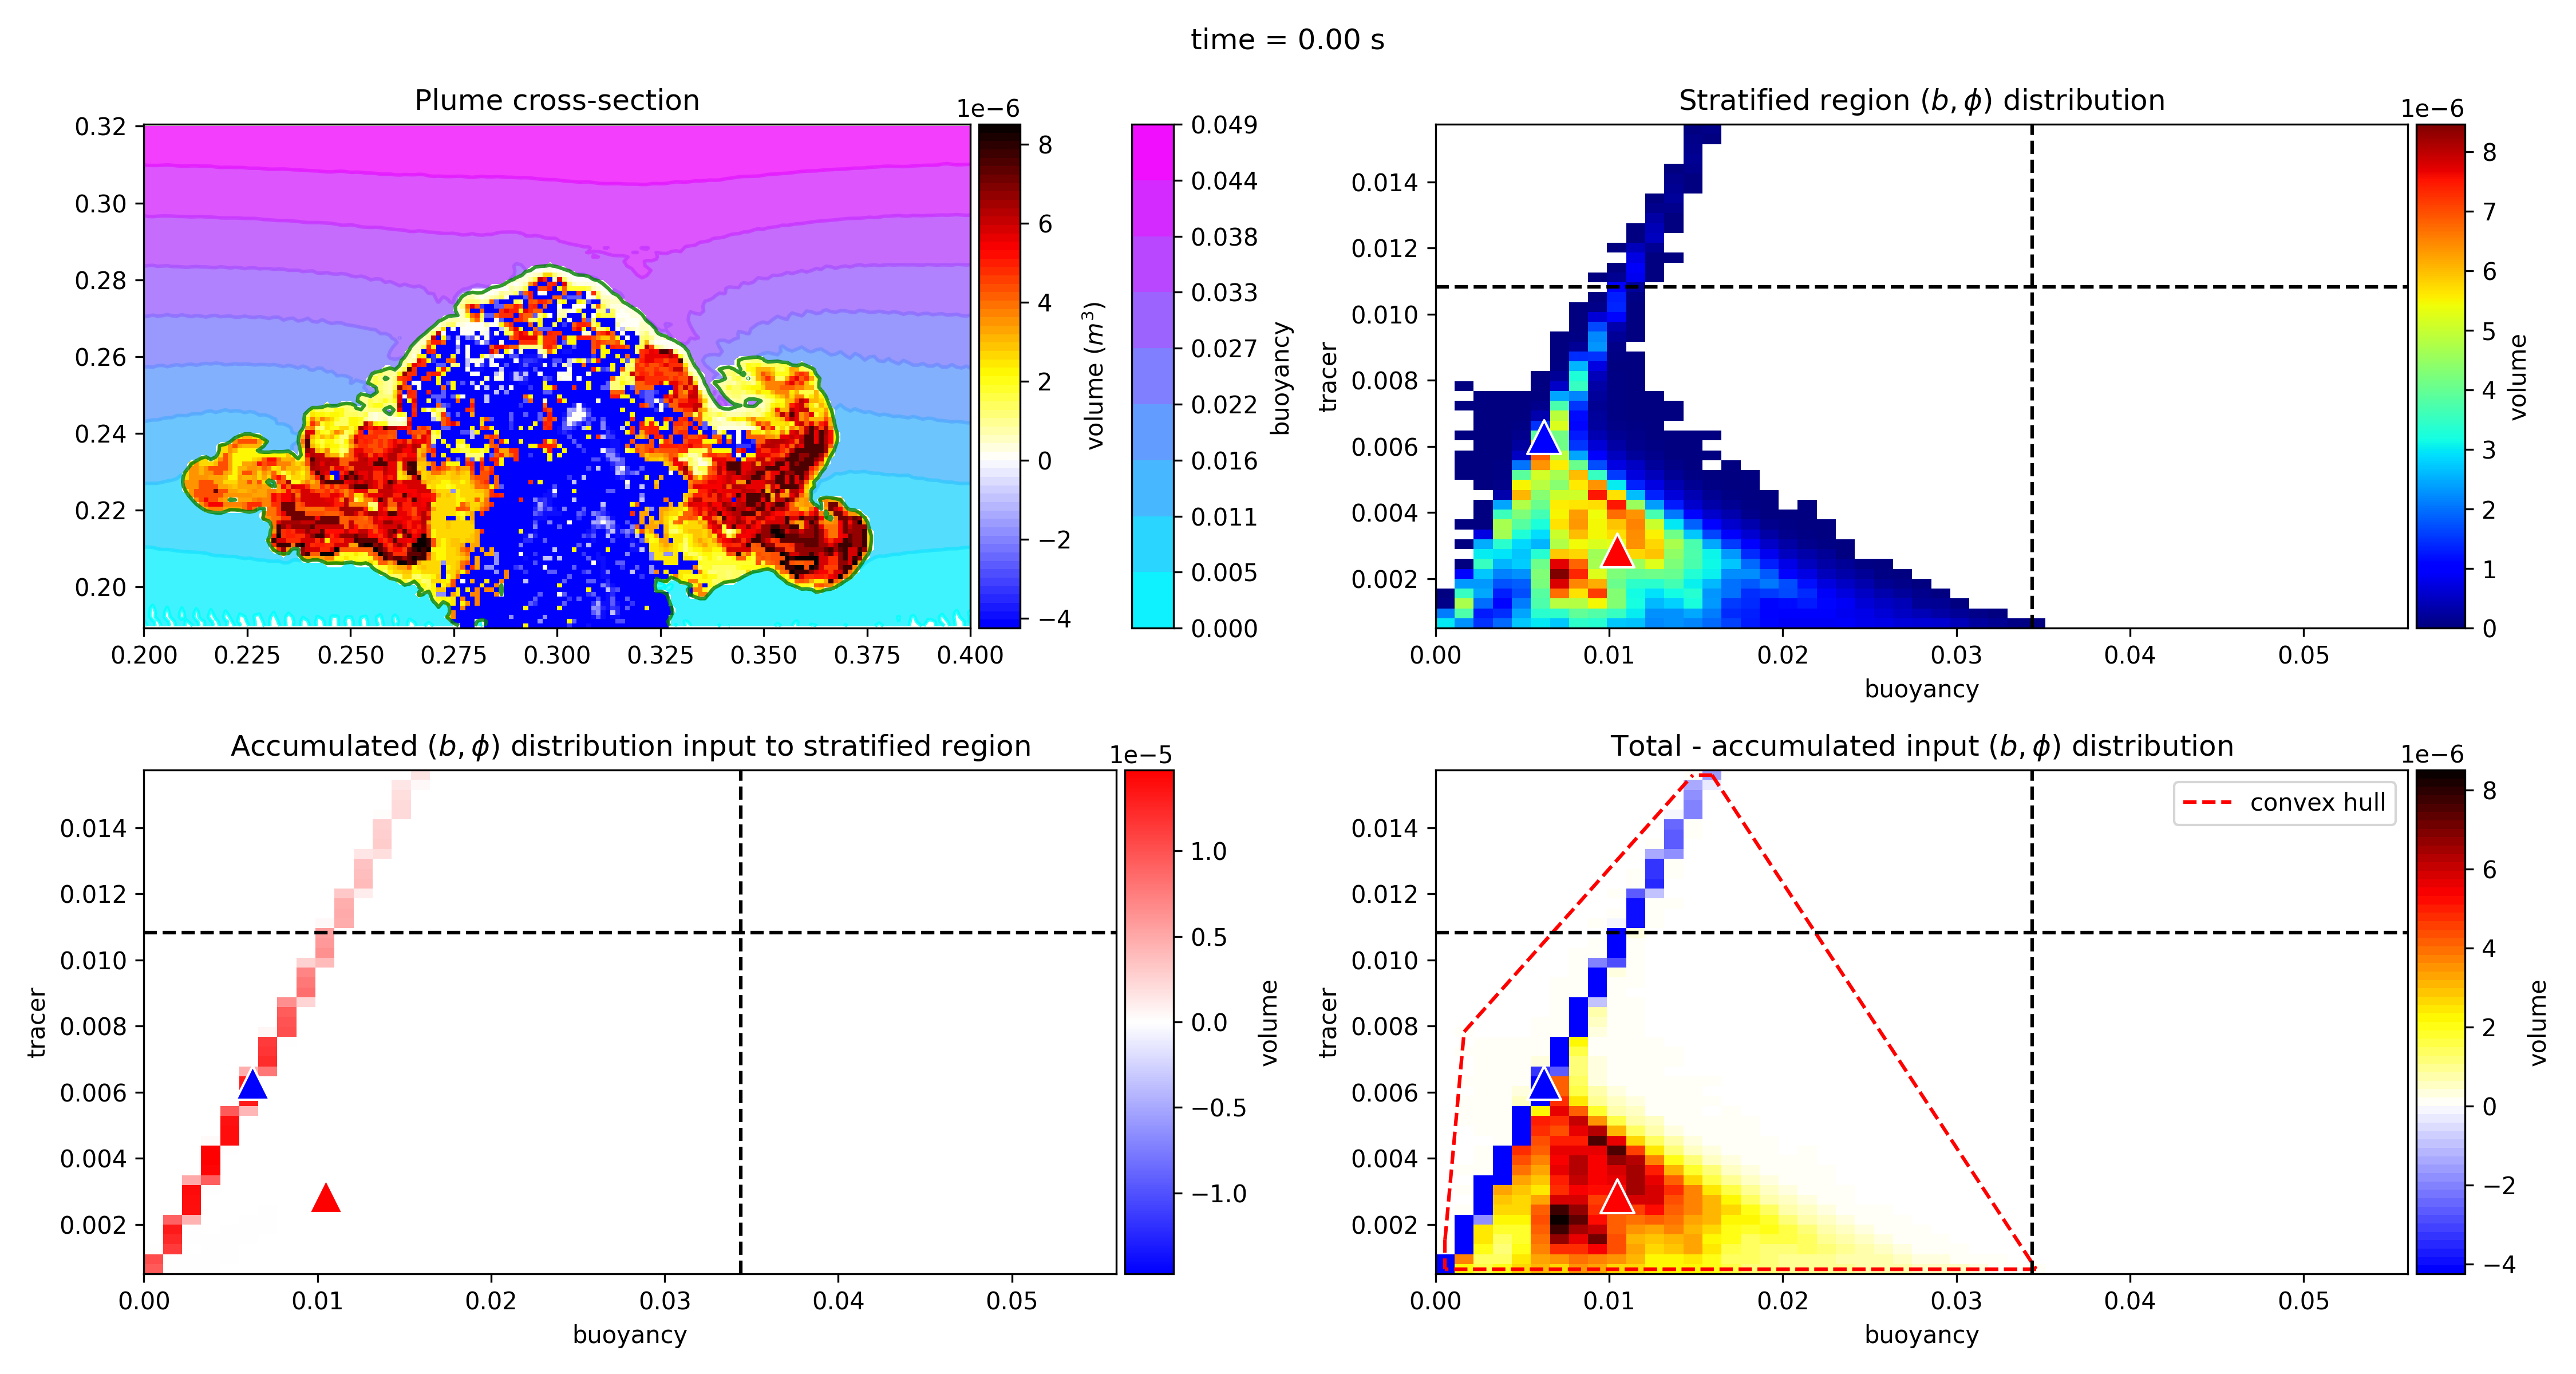 time = 0.00 s
Plume cross-section
1e−6
0.32
0.30
0.28
0.26
0.24
0.22
0.20
0.200 0.225 0.250 0.275 0.300 0.325 0.350 0.375 0.400
8
6
4
2
0
−2
−4
volume (m³)
0.049
0.044
0.038
0.033
0.027
0.022
0.016
0.011
0.005
0.000
buoyancy
Stratified region (b, ϕ) distribution
1e−6
tracer
0.014
0.012
0.010
0.008
0.006
0.004
0.002
0.00 0.01 0.02 0.03 0.04 0.05
buoyancy
8
7
6
5
4
3
2
1
0
volume
Accumulated (b, ϕ) distribution input to stratified region
1e−5
tracer
0.014
0.012
0.010
0.008
0.006
0.004
0.002
0.00 0.01 0.02 0.03 0.04 0.05
buoyancy
1.0
0.5
0.0
−0.5
−1.0
volume
Total - accumulated input (b, ϕ) distribution
1e−6
convex hull
tracer
0.014
0.012
0.010
0.008
0.006
0.004
0.002
0.00 0.01 0.02 0.03 0.04 0.05
buoyancy
8
6
4
2
0
−2
−4
volume